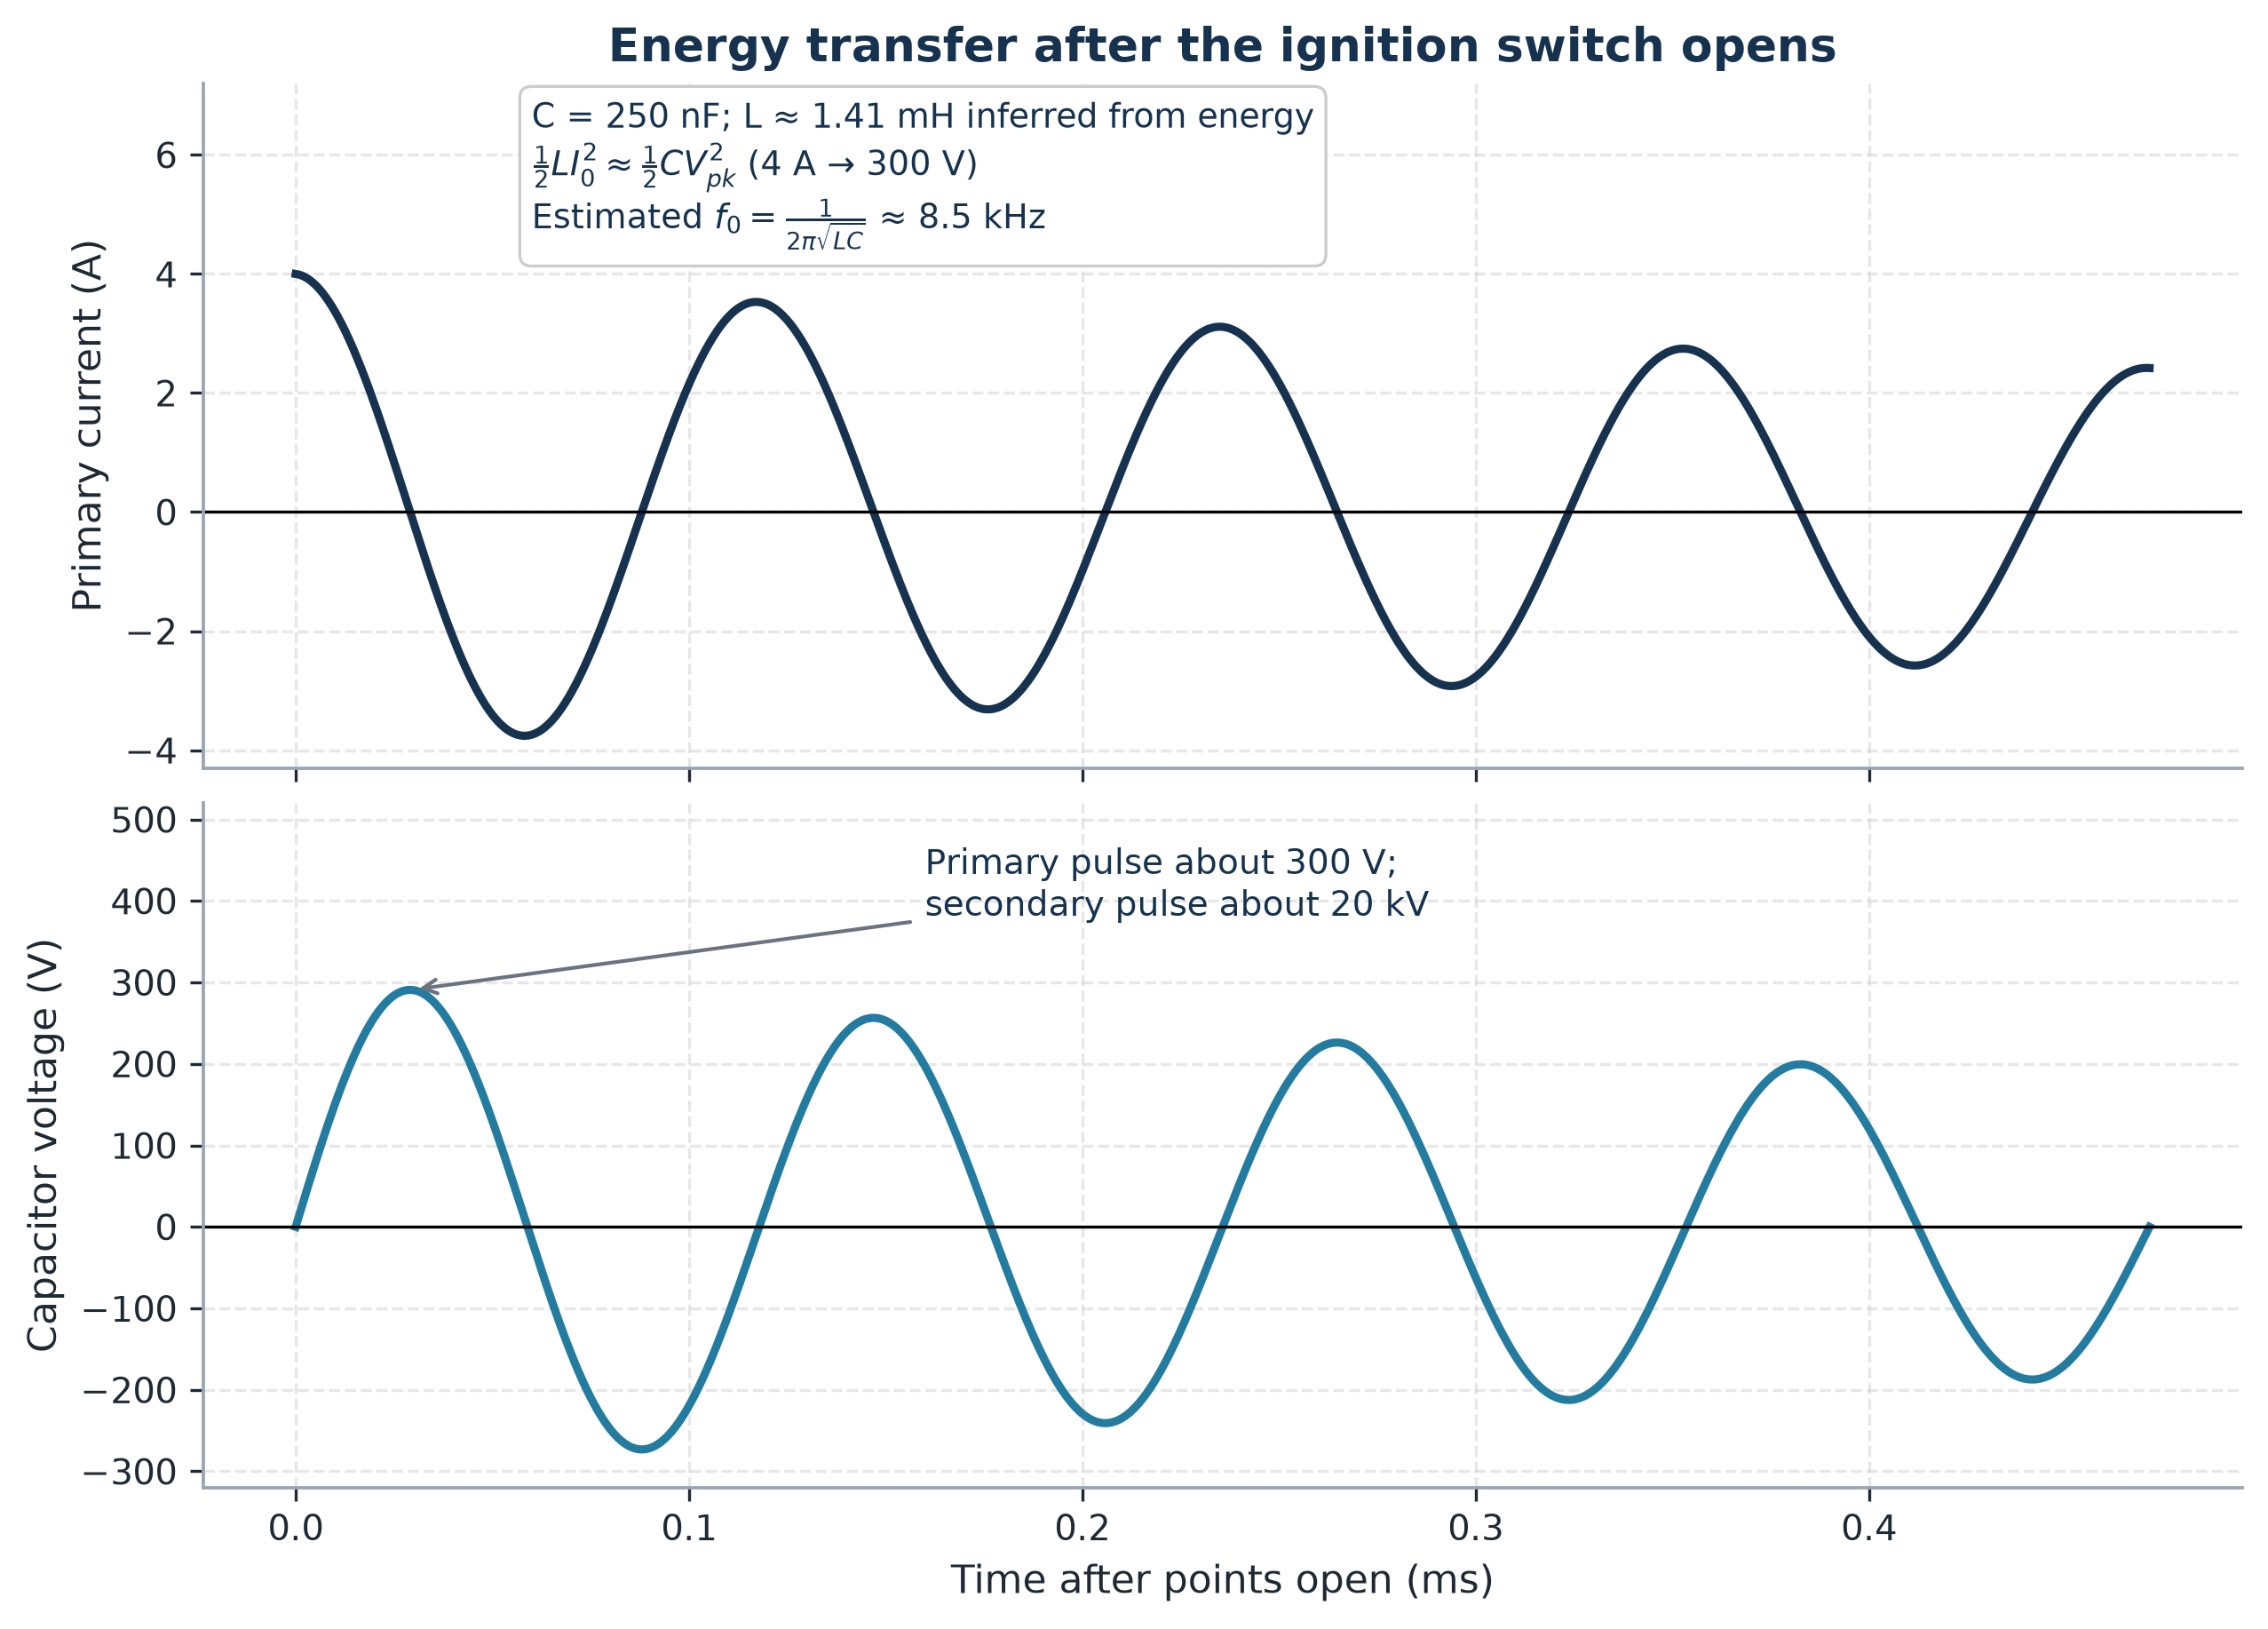 Energy transfer after the ignition switch opens
C = 250 nF; L ≈ 1.41 mH inferred from energy
½LI₀² ≈ ½CV²ₚₖ (4 A → 300 V)
Estimated f₀ = 1/(2π√LC) ≈ 8.5 kHz
Primary current (A)
6
4
2
0
−2
−4
Primary pulse about 300 V;
secondary pulse about 20 kV
Capacitor voltage (V)
500
400
300
200
100
0
−100
−200
−300
0.0 0.1 0.2 0.3 0.4
Time after points open (ms)